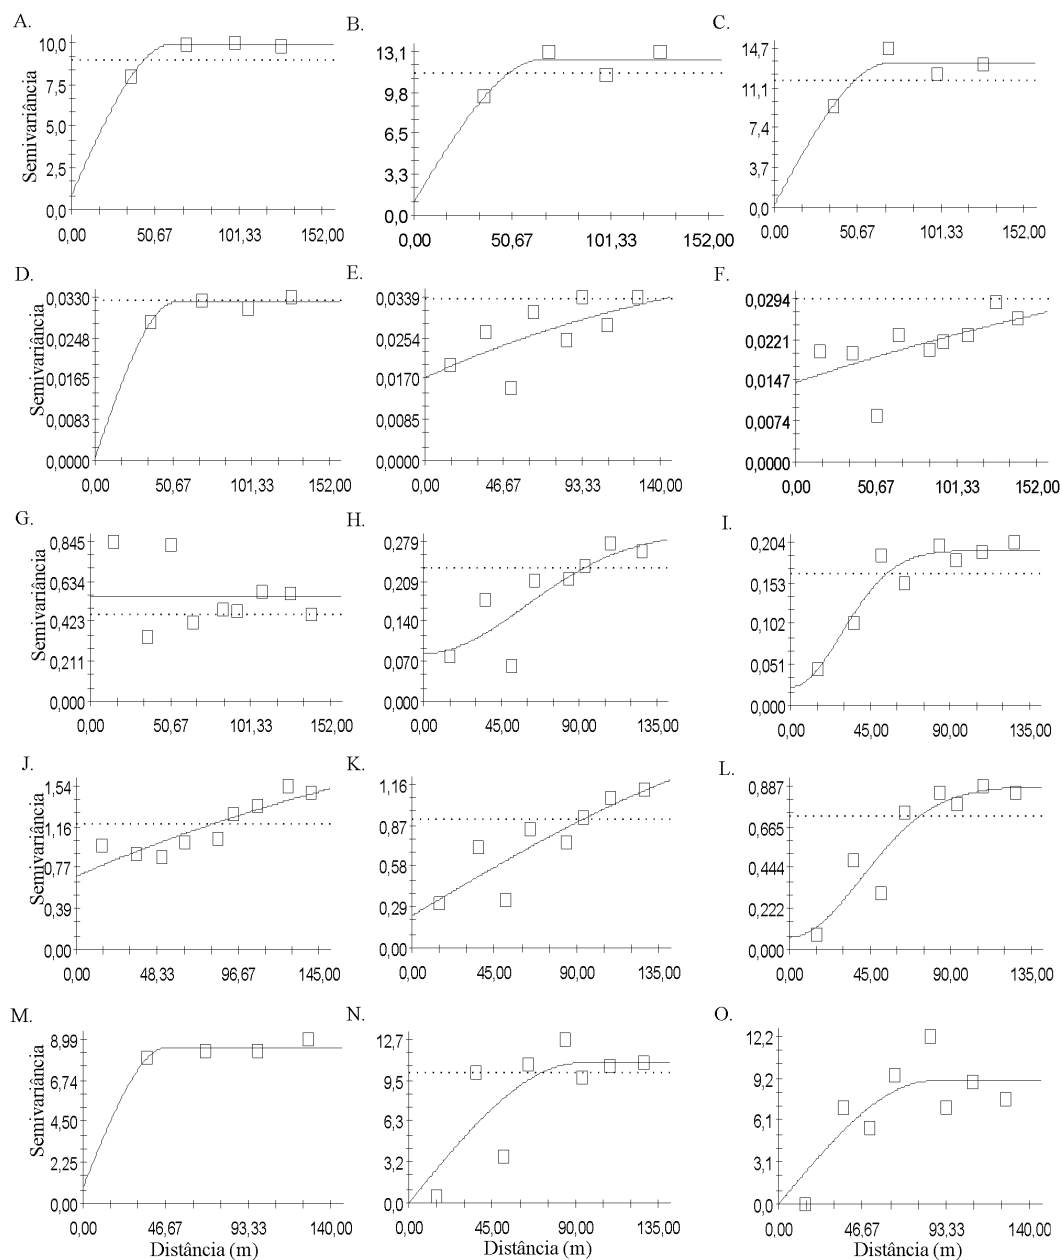 A.
B.
C.
Semivariância
10,0
7,5
5,0
2,5
0,0
0,00 50,67 101,33 152,00
13,1
9,8
6,5
3,3
0,0
0,00 50,67 101,33 152,00
14,7
11,1
7,4
3,7
0,0
0,00 50,67 101,33 152,00
D.
E.
F.
Semivariância
0,0330
0,0248
0,0165
0,0083
0,0000
0,00 50,67 101,33 152,00
0,0339
0,0254
0,0170
0,0085
0,0000
0,00 46,67 93,33 140,00
0,0294
0,0221
0,0147
0,0074
0,0000
0,00 50,67 101,33 152,00
G.
H.
I.
Semivariância
0,845
0,634
0,423
0,211
0,000
0,00 50,67 101,33 152,00
0,279
0,209
0,140
0,070
0,000
0,00 45,00 90,00 135,00
0,204
0,153
0,102
0,051
0,000
0,00 45,00 90,00 135,00
J.
K.
L.
Semivariância
1,54
1,16
0,77
0,39
0,00
0,00 48,33 96,67 145,00
1,16
0,87
0,58
0,29
0,00
0,00 45,00 90,00 135,00
0,887
0,665
0,444
0,222
0,000
0,00 45,00 90,00 135,00
M.
N.
O.
Semivariância
8,99
6,74
4,50
2,25
0,00
0,00 46,67 93,33 140,00
Distância (m)
12,7
9,5
6,3
3,2
0,0
0,00 45,00 90,00 135,00
Distância (m)
12,2
9,2
6,1
3,1
0,0
0,00 46,67 93,33 140,00
Distância (m)